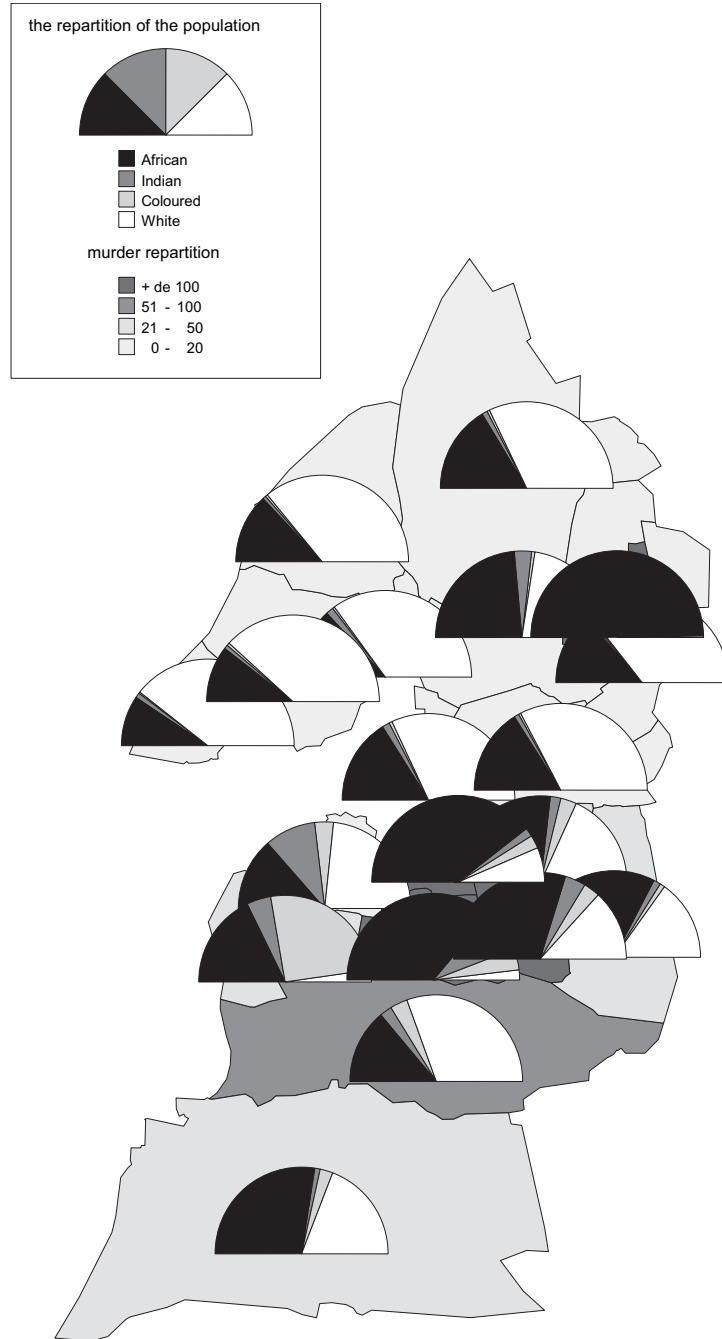 the repartition of the population
African
Indian
Coloured
White
murder repartition
+ de 100
51 - 100
21 - 50
0 - 20